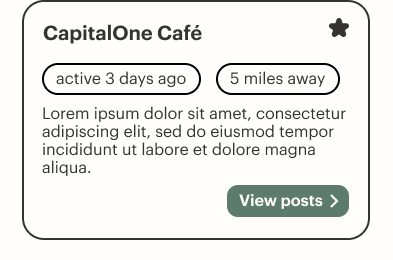 CapitalOne Café
active 3 days ago
5 miles away
Lorem ipsum dolor sit amet, consectetur
adipiscing elit, sed do eiusmod tempor
incididunt ut labore et dolore magna
aliqua.
View posts